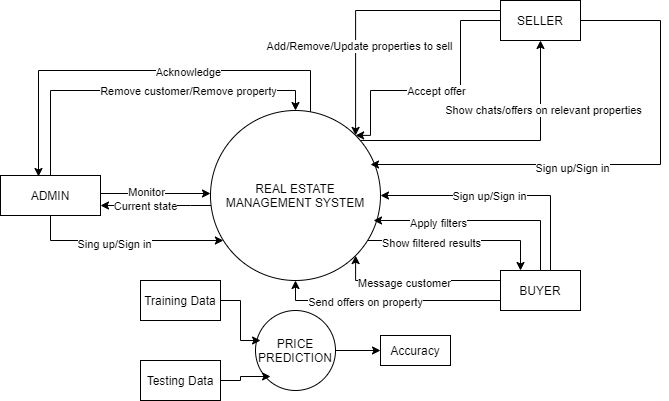 SELLER
Add/Remove/Update properties to sell
Acknowledge
Remove customer/Remove property
Accept offer
Show chats/offers on relevant properties
Sign up/Sign in
ADMIN
Monitor
Current state
Sing up/Sign in
REAL ESTATE
MANAGEMENT SYSTEM
Sign up/Sign in
Apply filters
Show filtered results
Message customer
Send offers on property
BUYER
Training Data
PRICE
PREDICTION
Accuracy
Testing Data